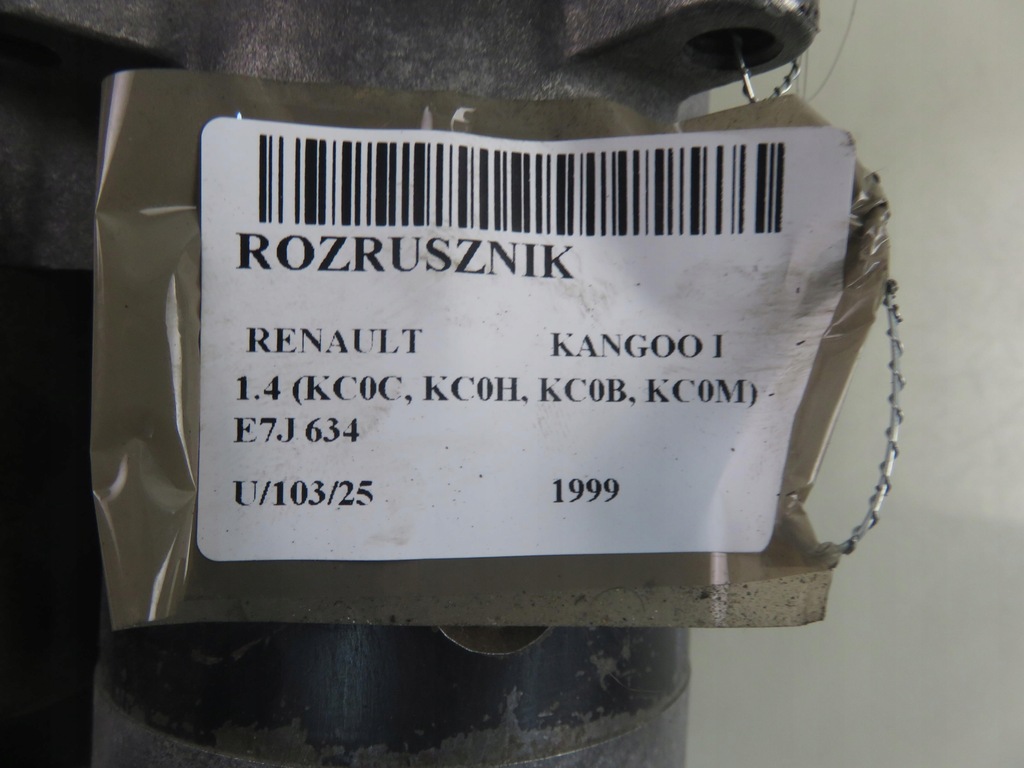 ROZRUSZNIK
RENAULT KANGOO I
1.4 (KC0C, KC0H, KC0B, KC0M)
E7J 634
U/103/25 1999